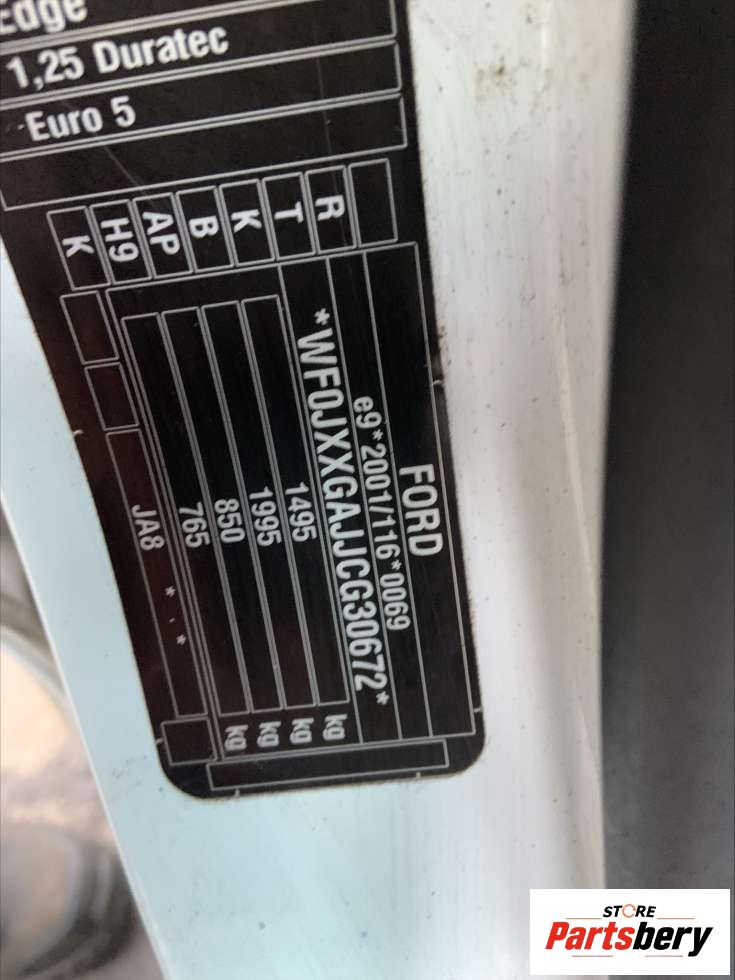 Edge
1,25 Duratec
Euro 5
FORD
e9*2001/116*0069
*WF0JXXGAJJCG30672*
1495 kg
1995 kg
850 kg
765 kg
JA8 * ' *
R
T
K
B
AP
H9
K
STORE
Partsbery